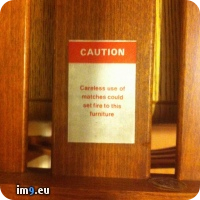 CAUTION
Careless use of
matches could
set fire to this
furniture
im9.eu